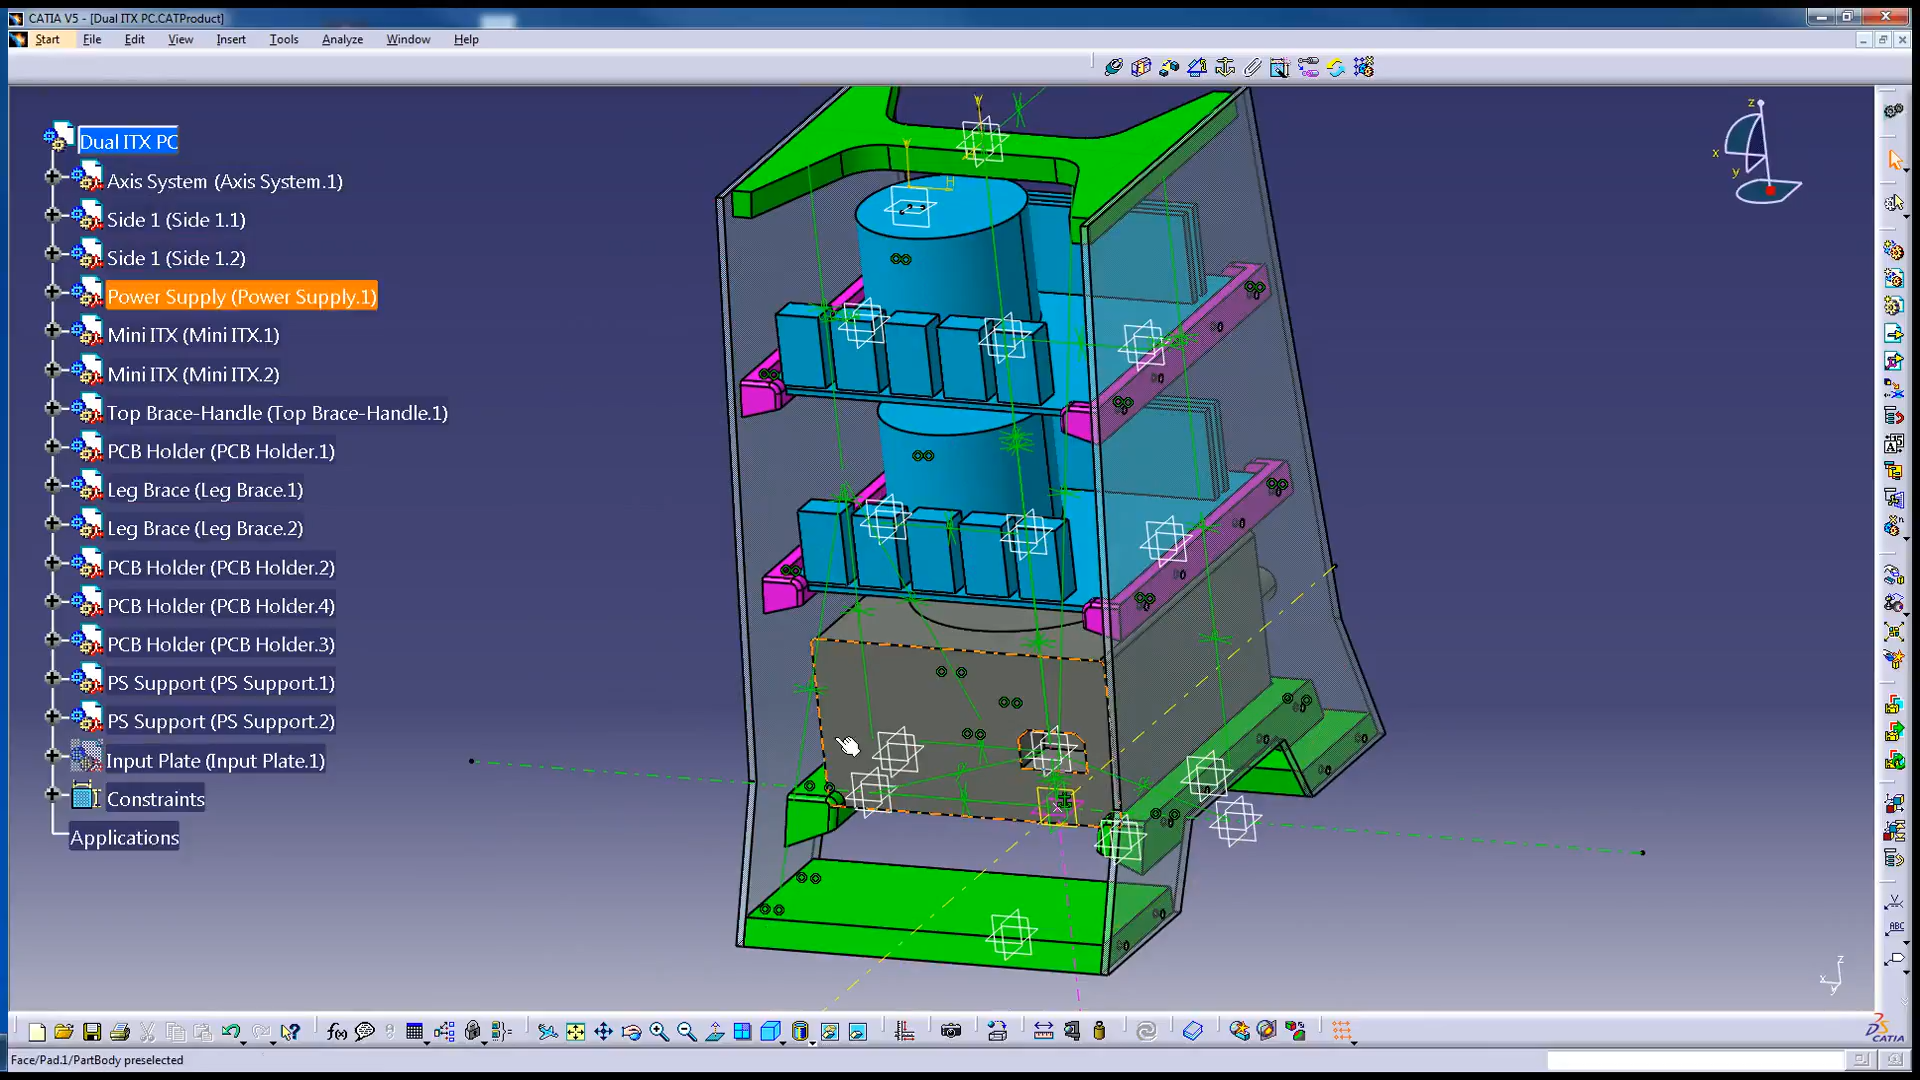 CATIA V5 - [Dual ITX PC.CATProduct]
Start File Edit View Insert Tools Analyze Window Help
Dual ITX PC
Axis System (Axis System.1)
Side 1 (Side 1.1)
Side 1 (Side 1.2)
Power Supply (Power Supply.1)
Mini ITX (Mini ITX.1)
Mini ITX (Mini ITX.2)
Top Brace-Handle (Top Brace-Handle.1)
PCB Holder (PCB Holder.1)
Leg Brace (Leg Brace.1)
Leg Brace (Leg Brace.2)
PCB Holder (PCB Holder.2)
PCB Holder (PCB Holder.4)
PCB Holder (PCB Holder.3)
PS Support (PS Support.1)
PS Support (PS Support.2)
Input Plate (Input Plate.1)
Constraints
Applications
z
x
y
z
x
y
f(x)
ABC
CATIA
Face/Pad.1/PartBody preselected